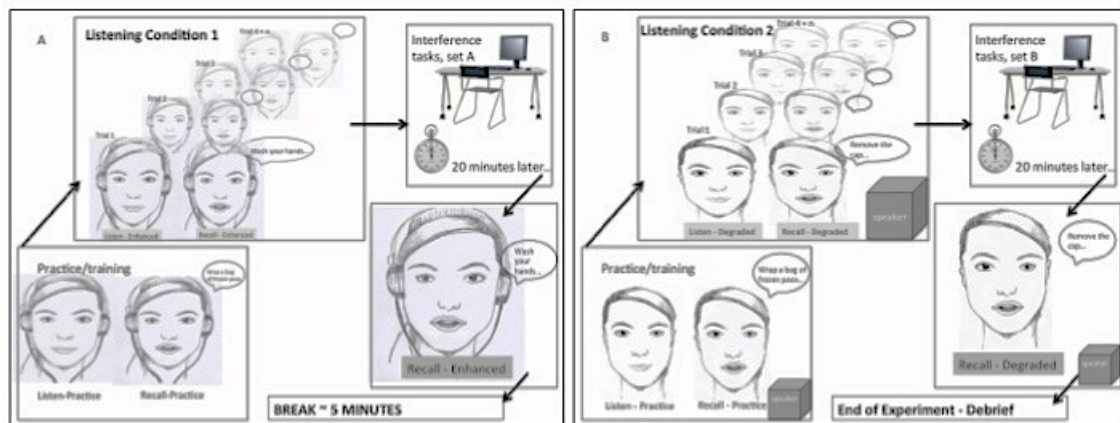 A
Listening Condition 1
Trial 4 = n
Trial 3
Trial 2
Trial 1
Wash your hands...
Listen - Enhanced
Recall - Enhanced
Interference
tasks, set A
20 minutes later...
Practice/training
Wrap a bag
of frozen peas...
Listen-Practice
Recall-Practice
Wash
your
hands...
Recall - Enhanced
BREAK ~ 5 MINUTES
B
Listening Condition 2
Trial 4 = n
Trial 3
Trial 2
Trial 1
Remove the
cap...
Listen - Degraded
Recall - Degraded
speaker
Interference
tasks, set B
20 minutes later...
Practice/training
Wrap a bag of
frozen peas...
Listen - Practice
Recall - Practice
speaker
Remove the
cap...
Recall - Degraded
speaker
End of Experiment - Debrief